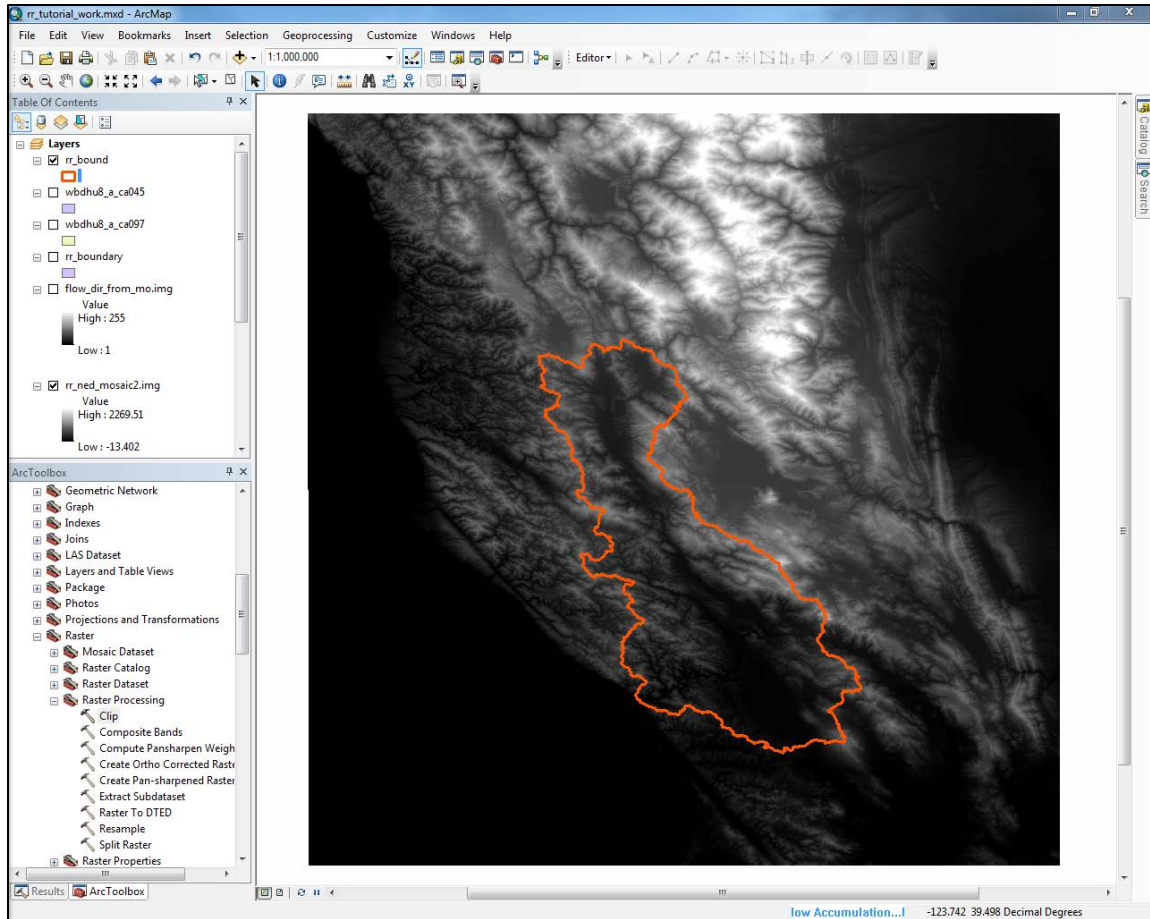 rr_tutorial_work.mxd - ArcMap
File Edit View Bookmarks Insert Selection Geoprocessing Customize Windows Help
1:1,000,000
Editor
Table Of Contents
Layers
rr_bound
wbdhu8_a_ca045
wbdhu8_a_ca097
rr_boundary
flow_dir_from_mo.img
Value
High : 255
Low : 1
rr_ned_mosaic2.img
Value
High : 2269.51
Low : -13.402
ArcToolbox
Geometric Network
Graph
Indexes
Joins
LAS Dataset
Layers and Table Views
Package
Photos
Projections and Transformations
Raster
Mosaic Dataset
Raster Catalog
Raster Dataset
Raster Processing
Clip
Composite Bands
Compute Pansharpen Weigh
Create Ortho Corrected Raste
Create Pan-sharpened Raster
Extract Subdataset
Raster To DTED
Resample
Split Raster
Raster Properties
Results ArcToolbox
Catalog
Search
low Accumulation...l -123.742 39.498 Decimal Degrees